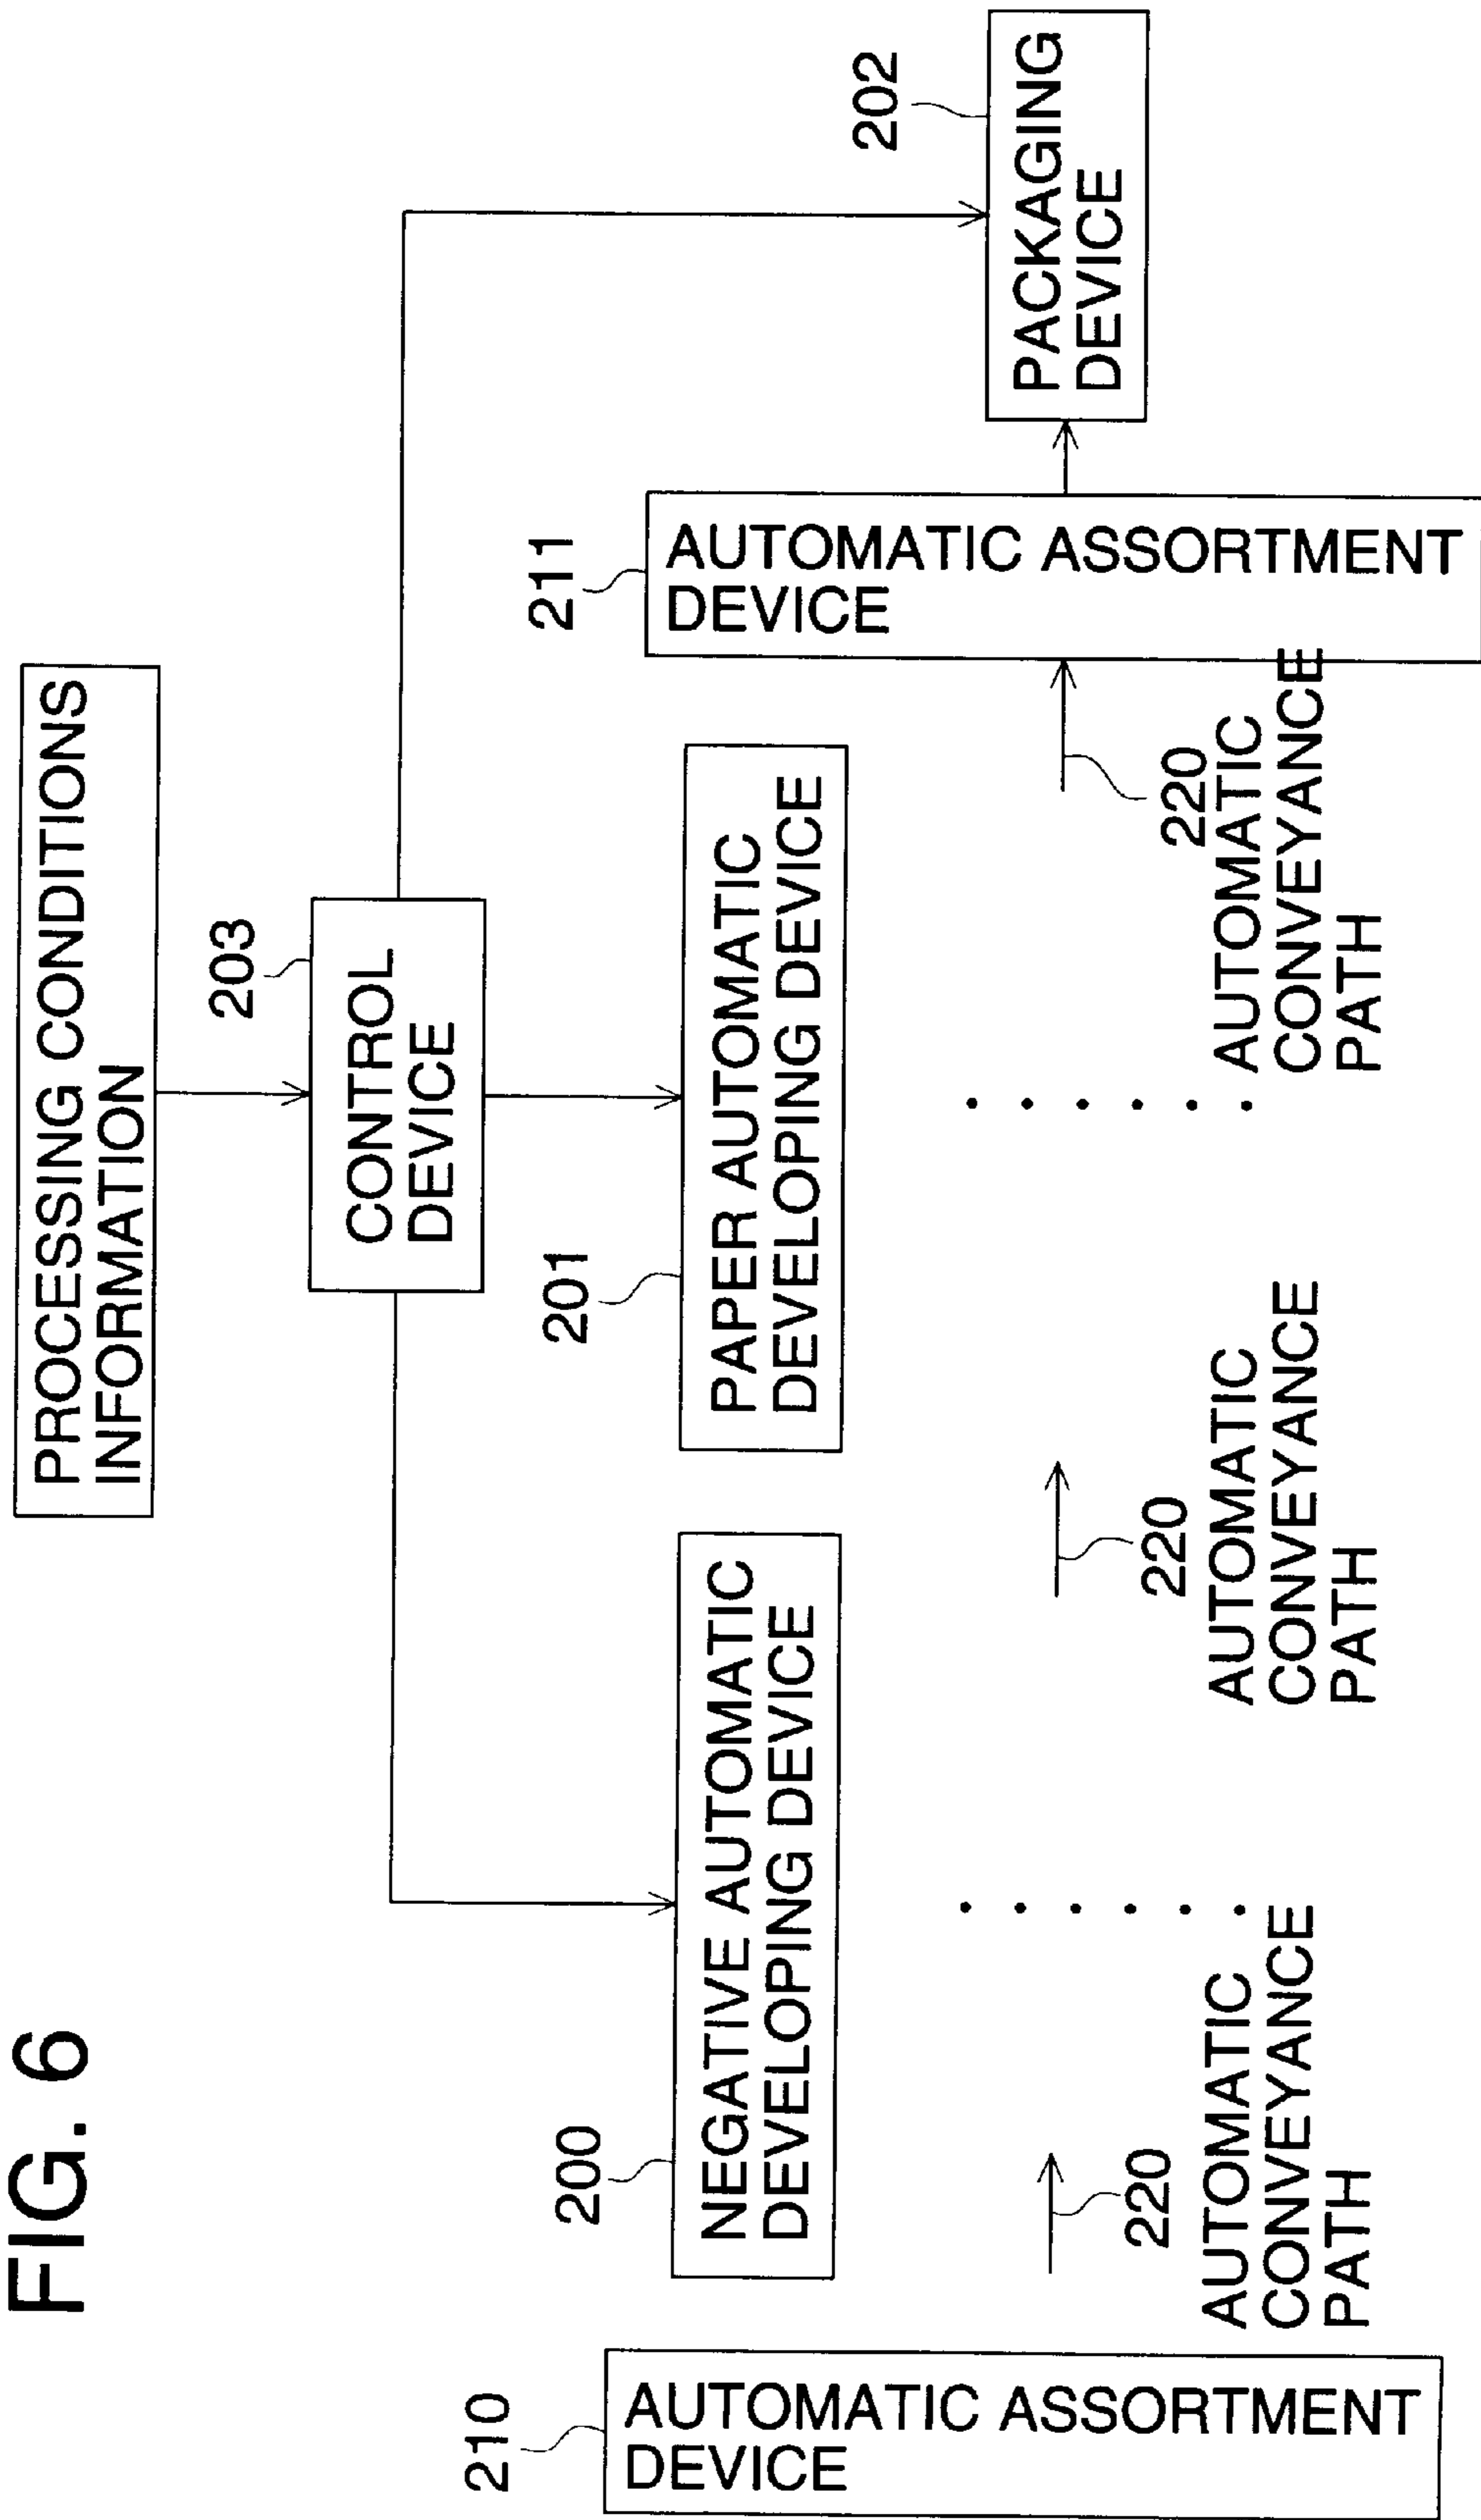 FIG. 6
PROCESSING CONDITIONS
INFORMATION
203
CONTROL
DEVICE
202
PACKAGING
DEVICE
210
AUTOMATIC ASSORTMENT
DEVICE
200
NEGATIVE AUTOMATIC
DEVELOPING DEVICE
201
PAPER AUTOMATIC
DEVELOPING DEVICE
211
AUTOMATIC ASSORTMENT
DEVICE
220
AUTOMATIC
CONVEYANCE
PATH
220
AUTOMATIC
CONVEYANCE
PATH
220
AUTOMATIC
CONVEYANCE
PATH